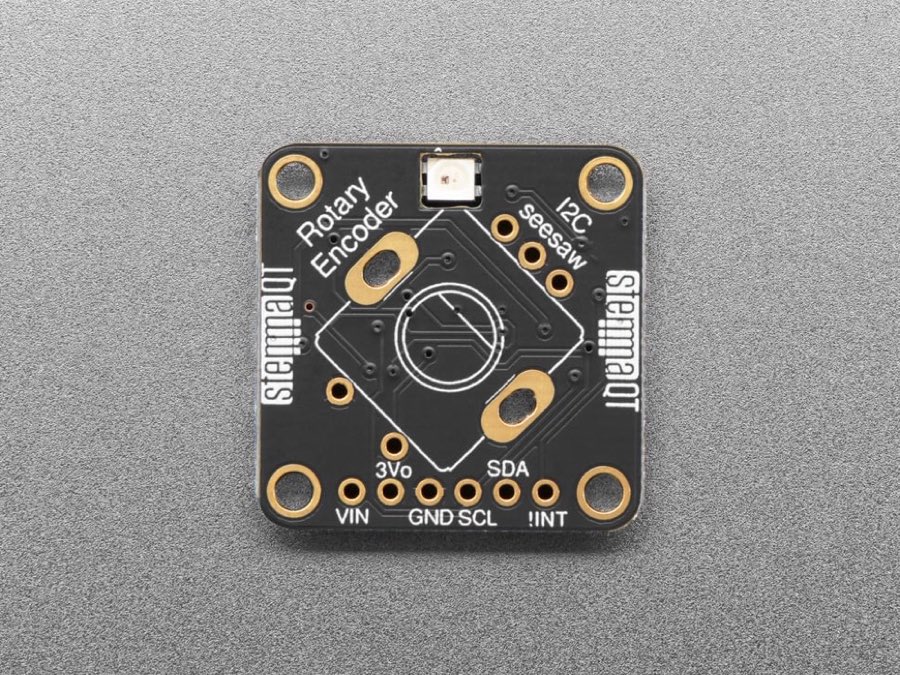 Rotary
Encoder
I2C
seesaw
stemmaQT
stemmaQT
3Vo
SDA
VIN
GND
SCL
!INT